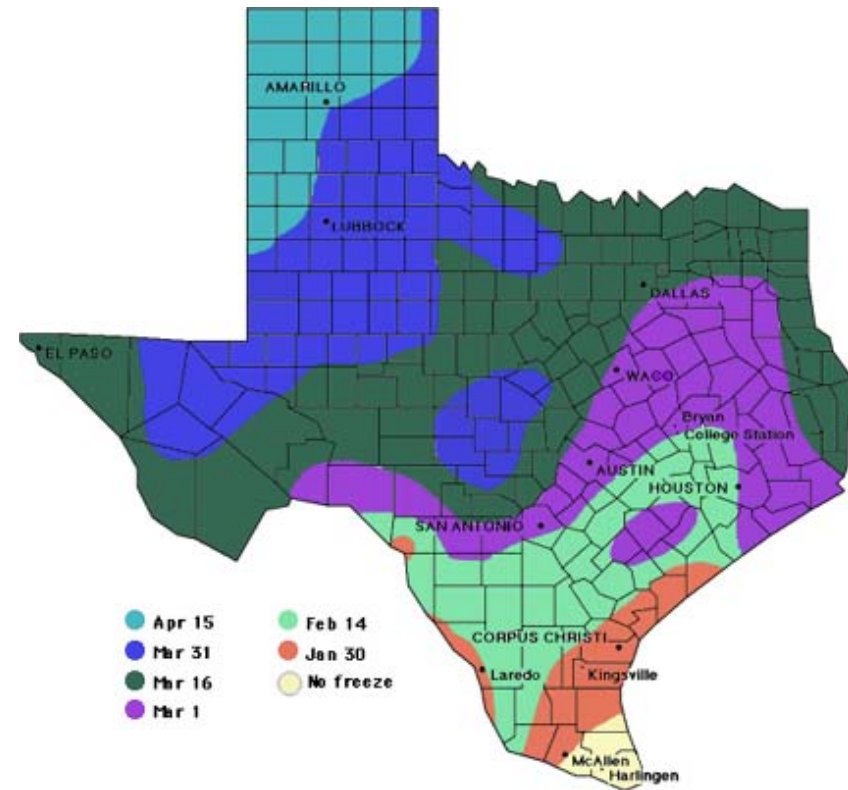 AMARILLO
LUBBOCK
DALLAS
EL PASO
WACO
Bryan
College Station
AUSTIN
HOUSTON
SAN ANTONIO
CORPUS CHRISTI
Laredo
Kingsville
McAllen
Harlingen
Apr 15
Mar 31
Mar 16
Mar 1
Feb 14
Jan 30
No freeze